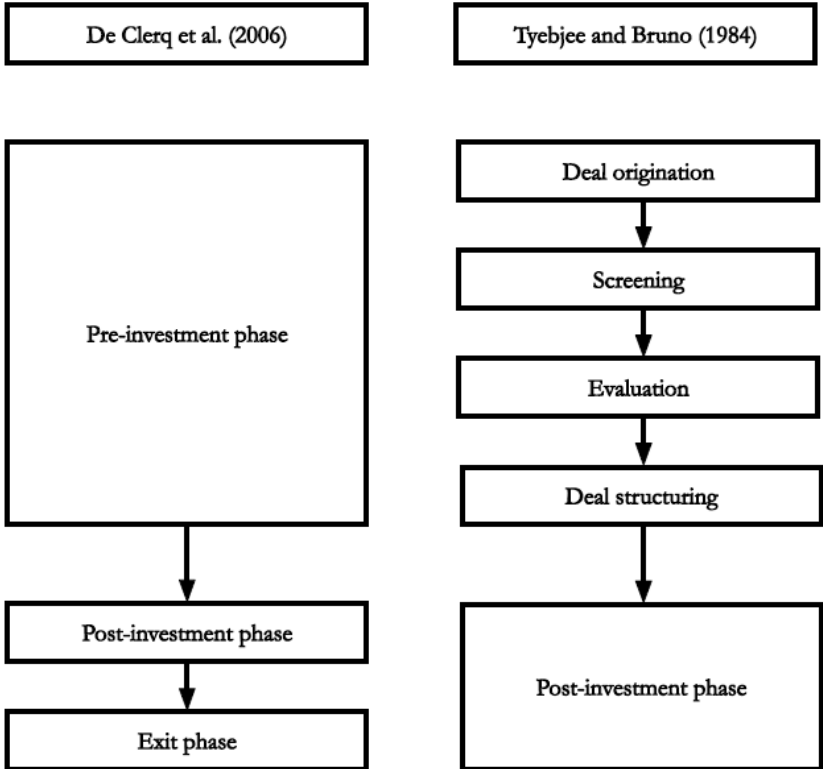 De Clerq et al. (2006)
Tyebjee and Bruno (1984)
Pre-investment phase
Post-investment phase
Exit phase
Deal origination
Screening
Evaluation
Deal structuring
Post-investment phase